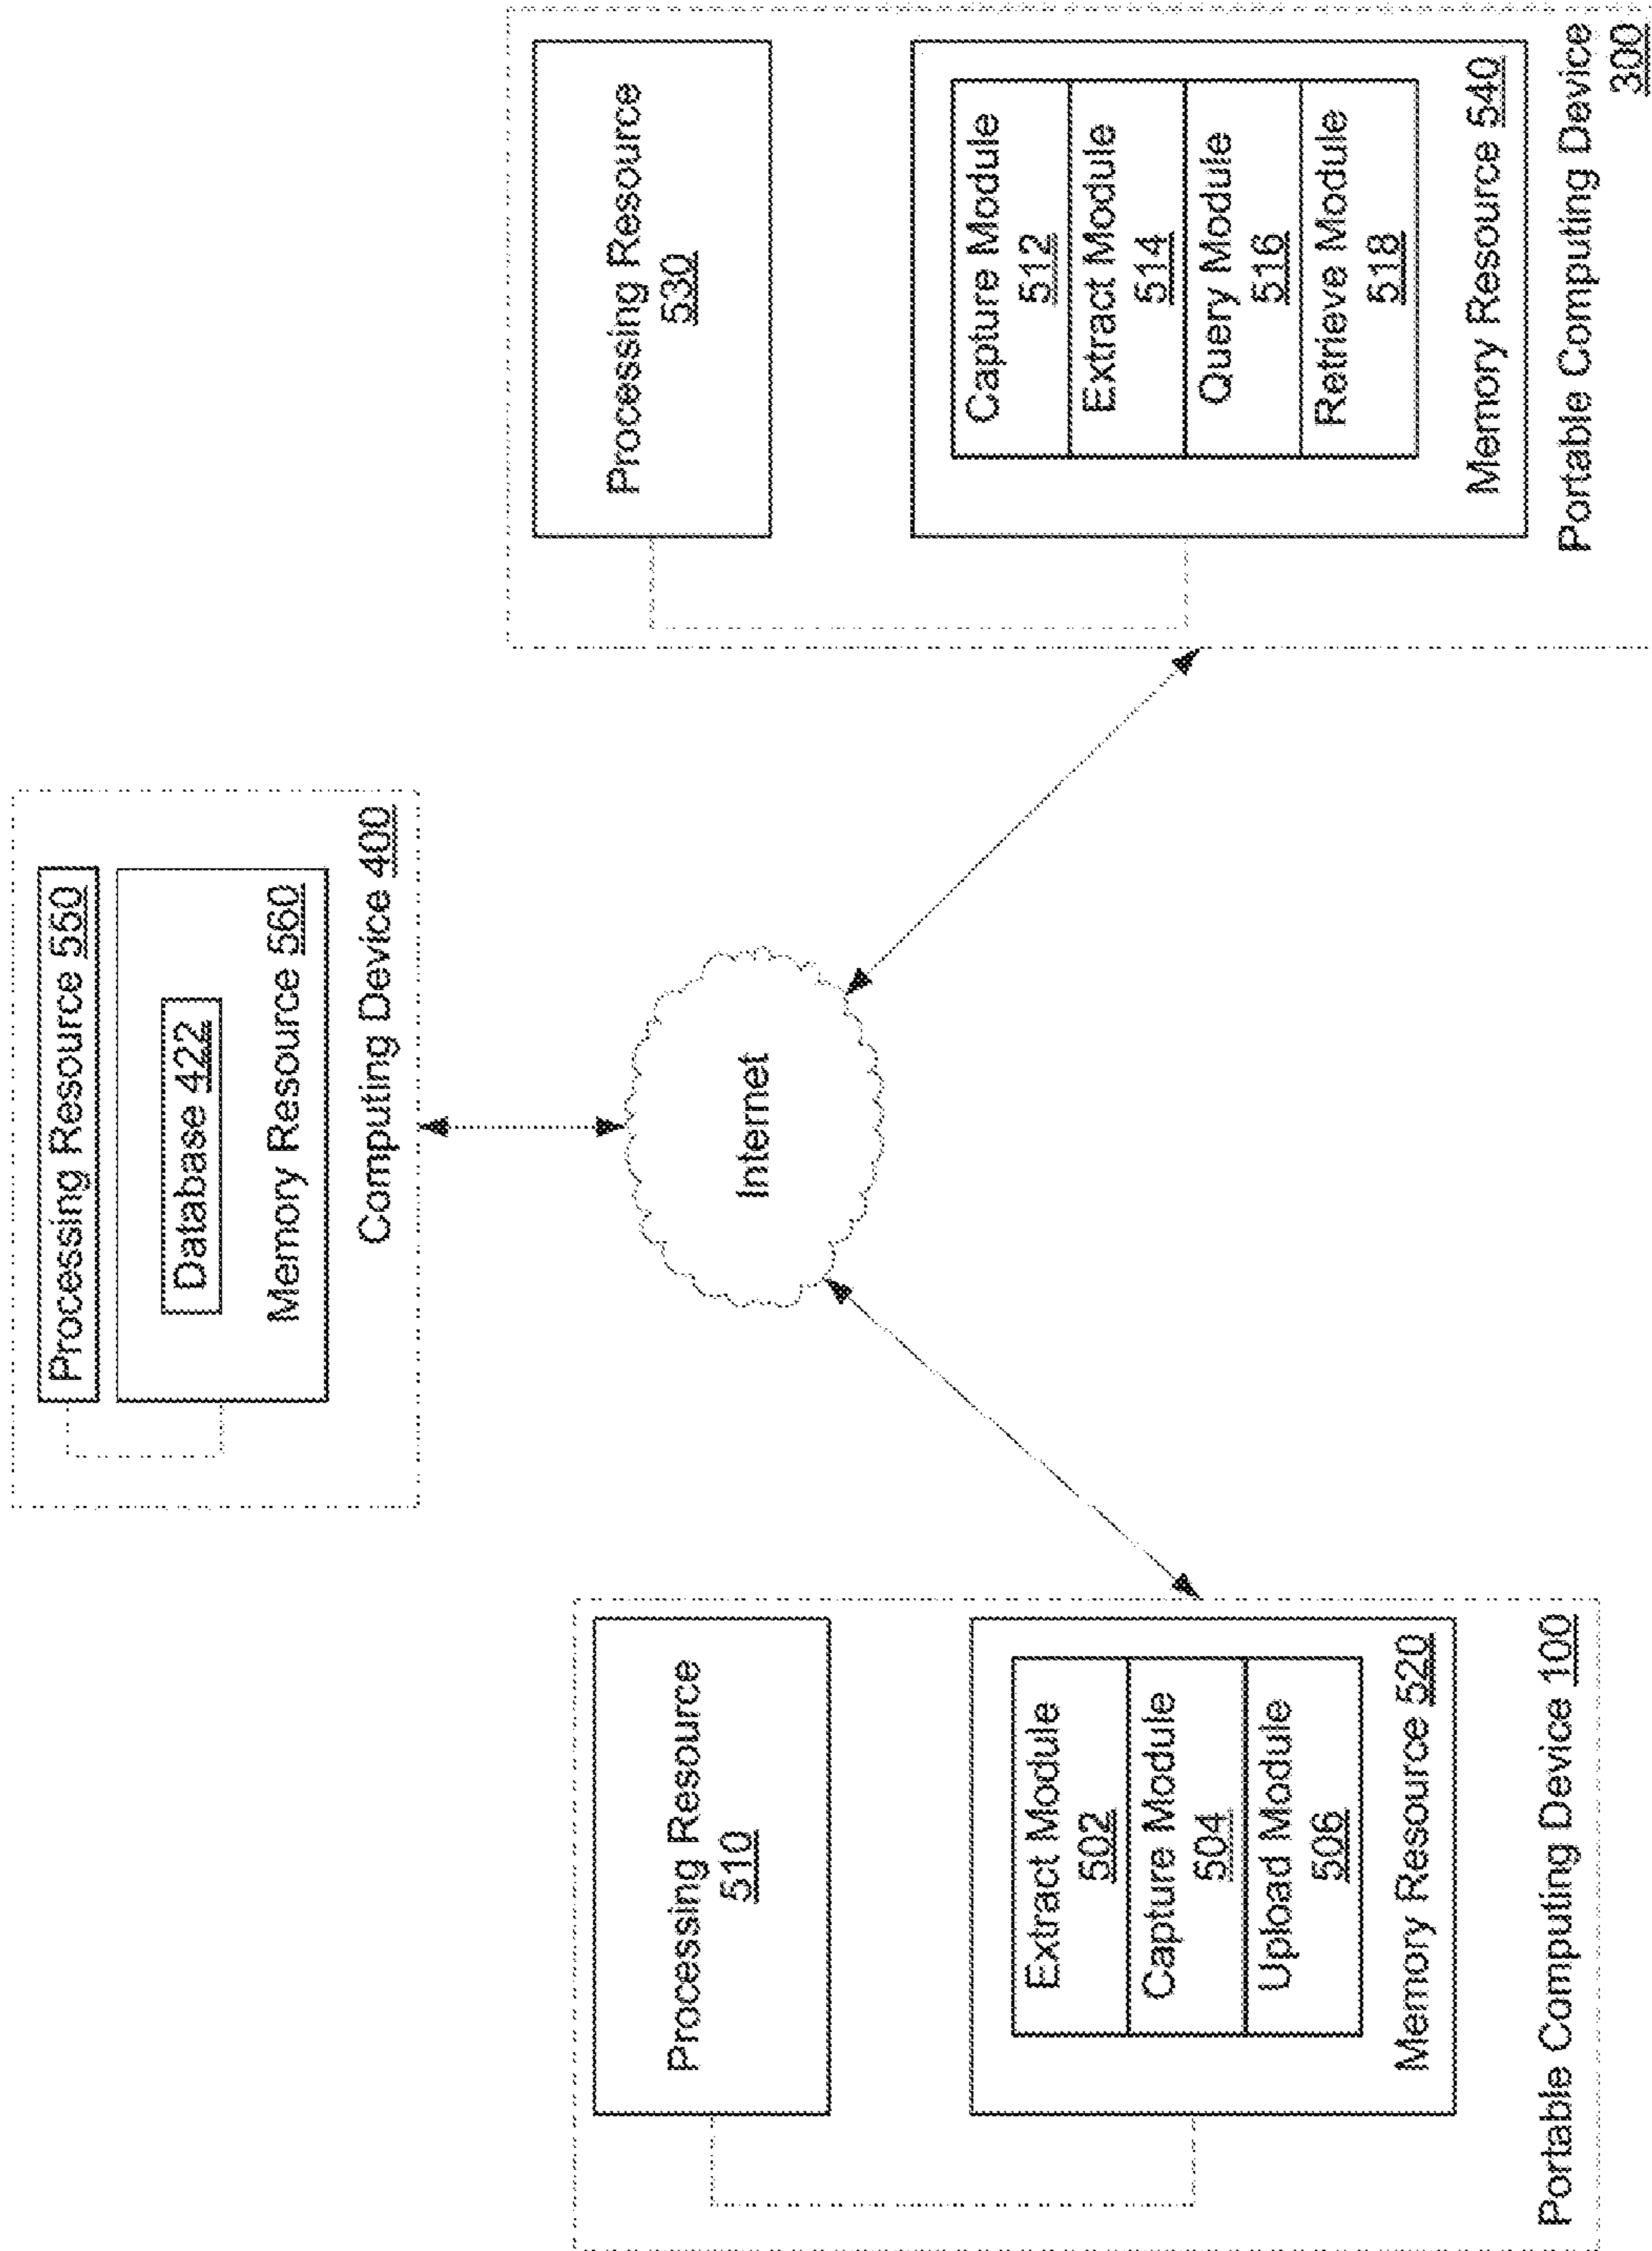 Processing Resource 550
Database 422
Memory Resource 560
Computing Device 400
Internet
Processing Resource
510
Extract Module
502
Capture Module
504
Upload Module
506
Memory Resource 520
Portable Computing Device 100
Processing Resource
530
Capture Module
512
Extract Module
514
Query Module
516
Retrieve Module
518
Memory Resource 540
Portable Computing Device
300